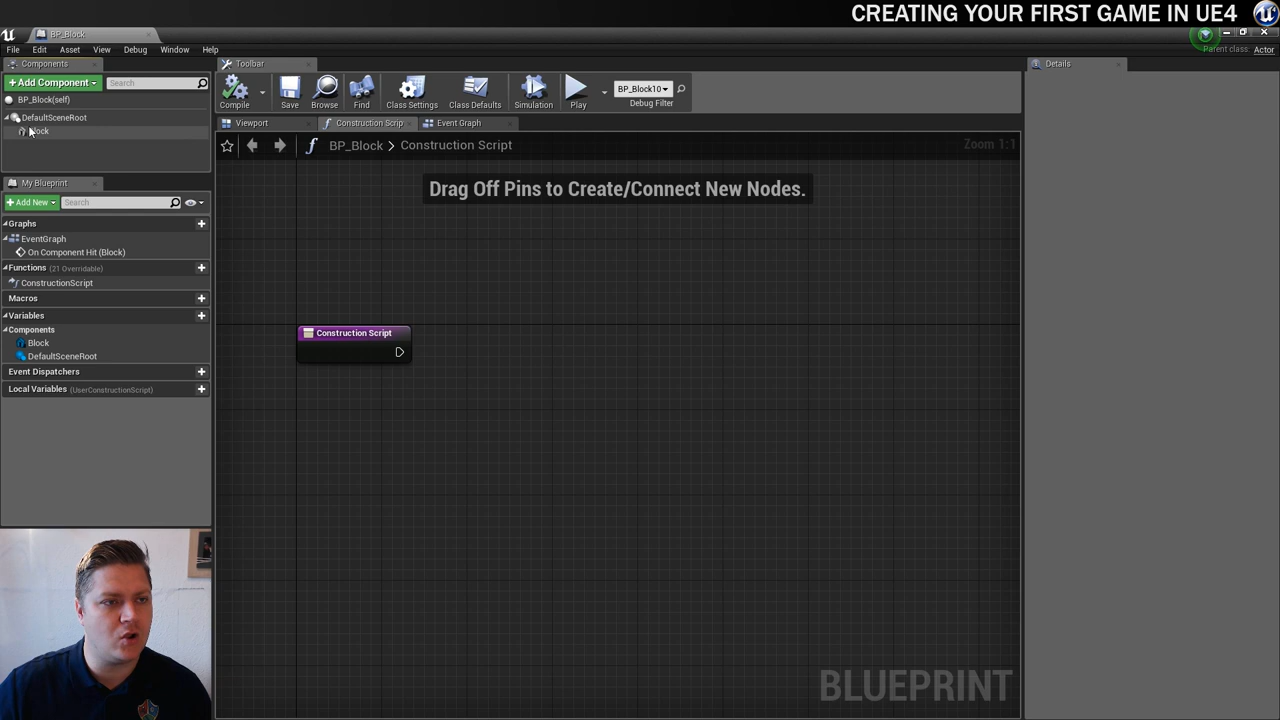 CREATING YOUR FIRST GAME IN UE4
BP_Block
File Edit Asset View Debug Window Help
Parent class: Actor
Components
+Add Component Search
BP_Block(self)
DefaultSceneRoot
Block
My Blueprint
+Add New Search
Graphs
EventGraph
On Component Hit (Block)
Functions (21 Overridable)
ConstructionScript
Macros
Variables
Components
Block
DefaultSceneRoot
Event Dispatchers
Local Variables (UserConstructionScript)
Toolbar
Compile Save Browse Find Class Settings Class Defaults Simulation Play
BP_Block10
Debug Filter
Viewport Construction Scrip Event Graph
BP_Block > Construction Script
Zoom 1:1
Drag Off Pins to Create/Connect New Nodes.
Construction Script
BLUEPRINT
Details